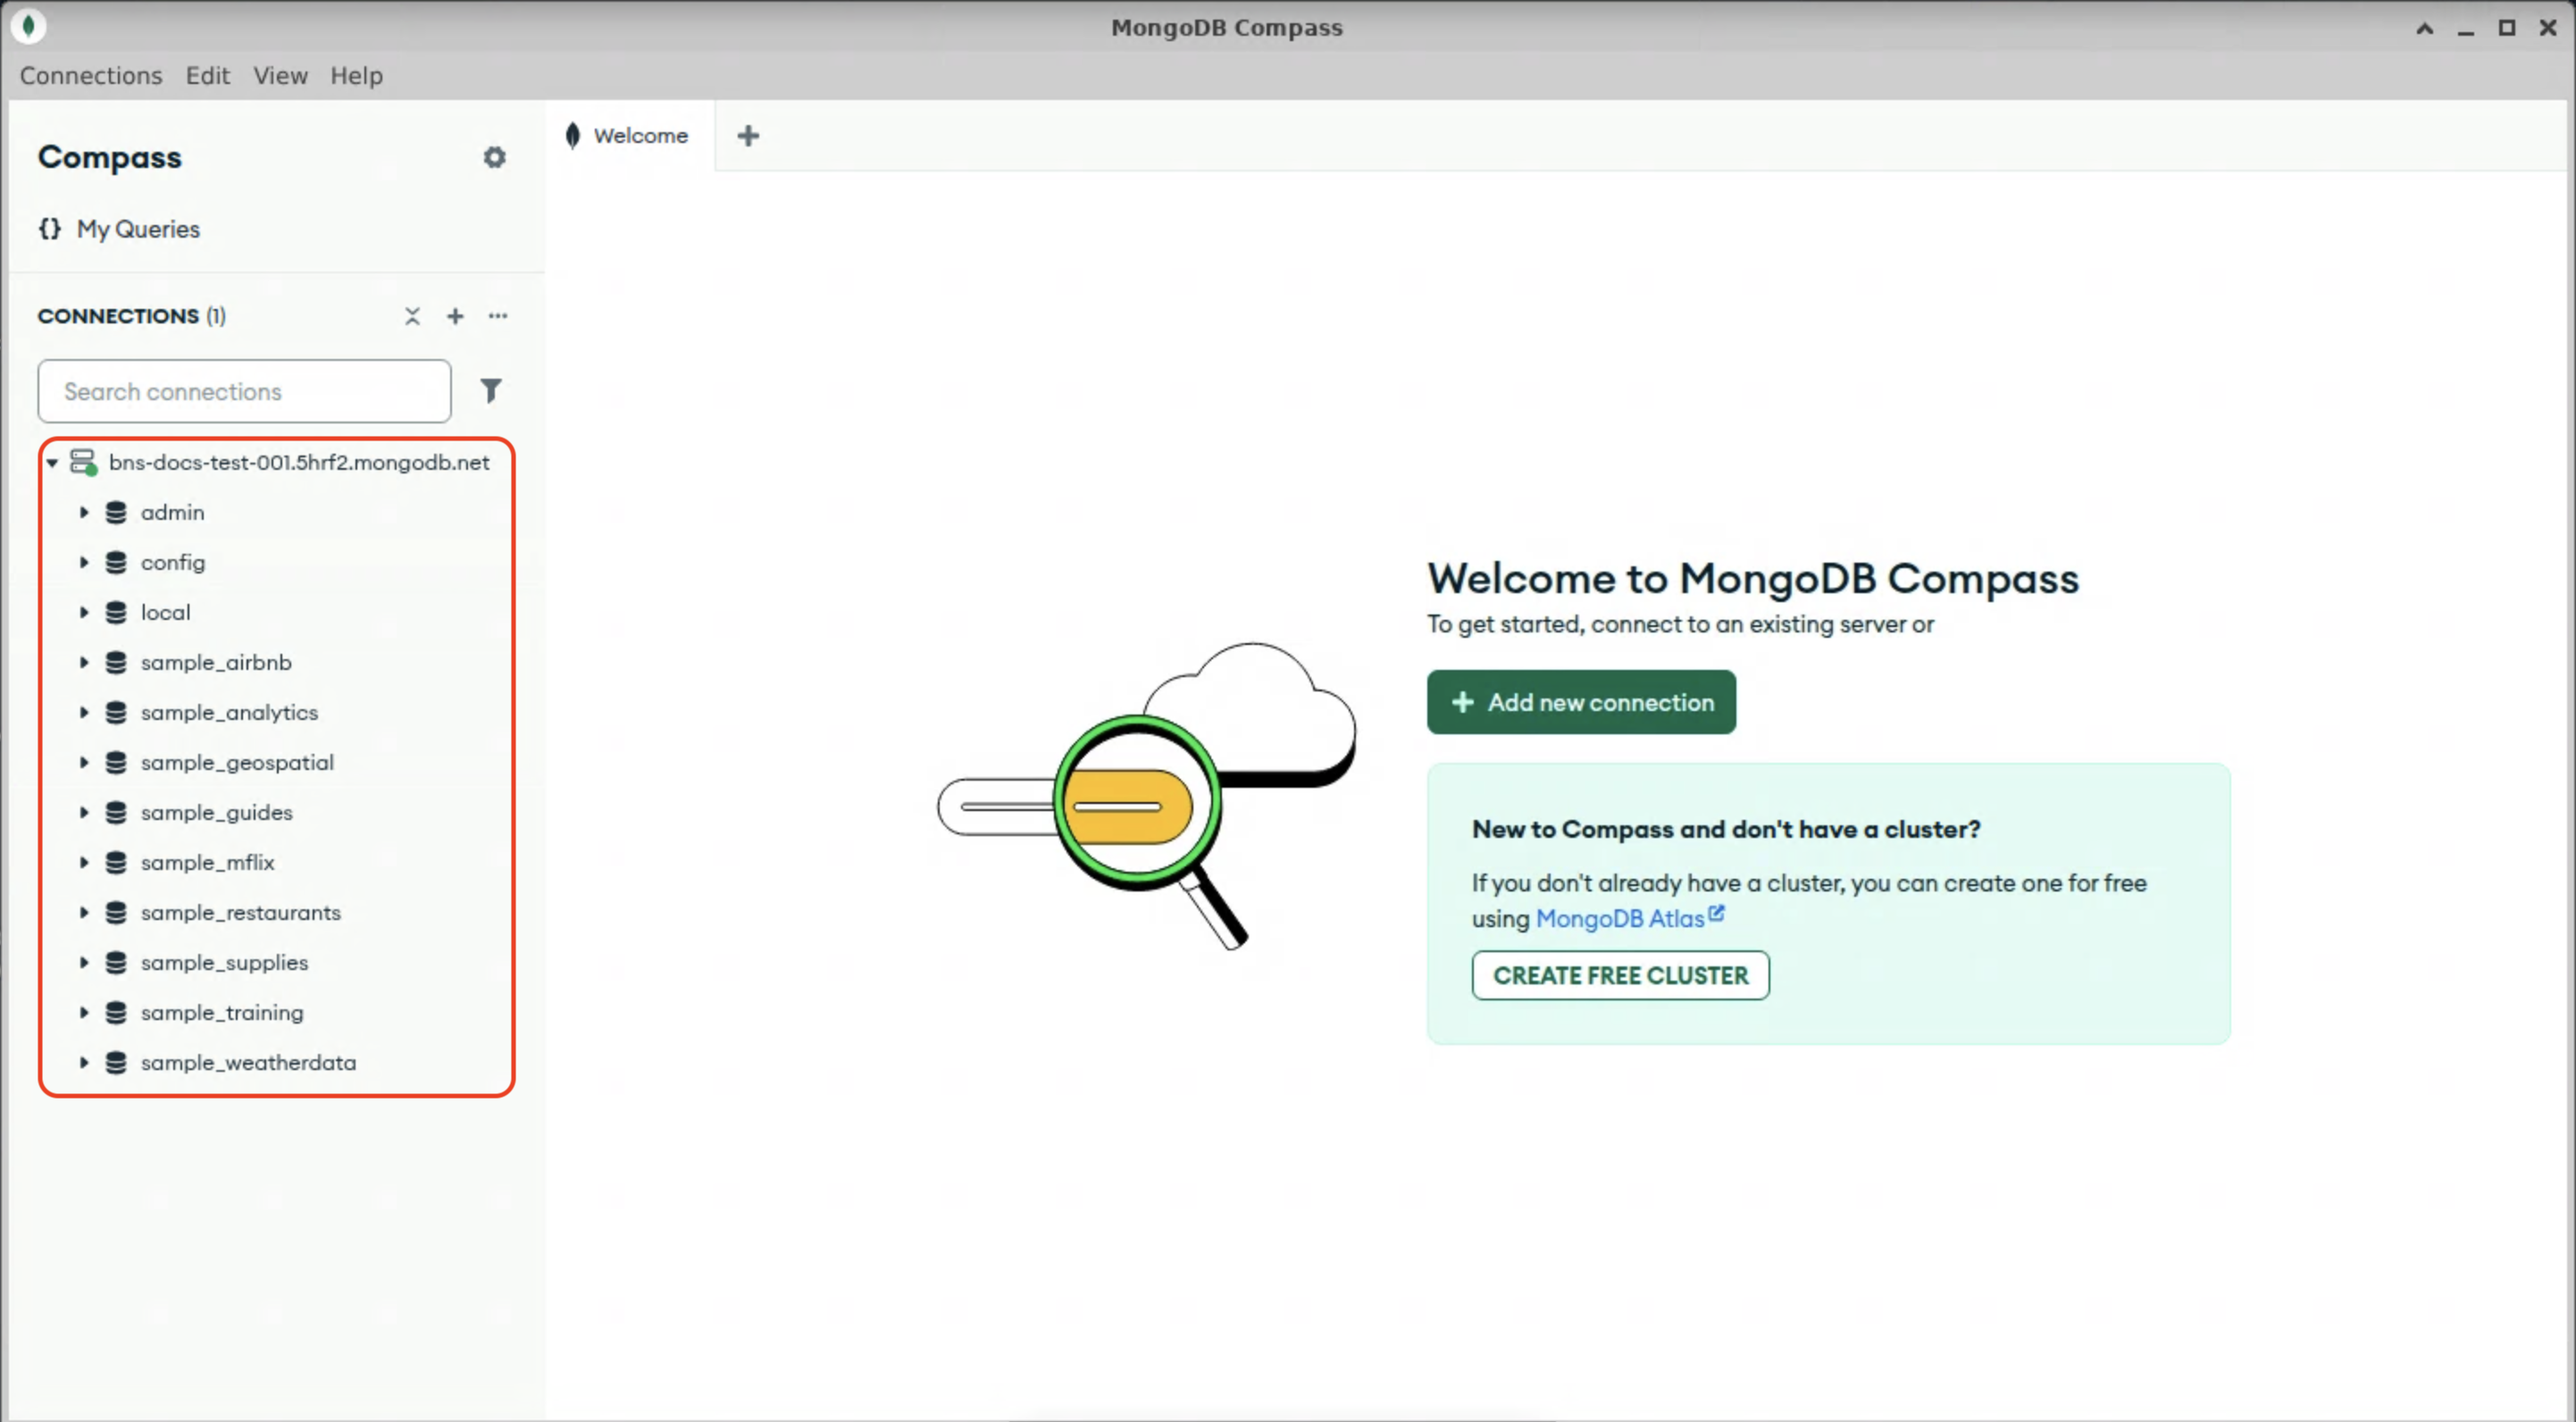 MongoDB Compass
Connections Edit View Help
Compass
{} My Queries
CONNECTIONS (1)
Search connections
bns-docs-test-001.5hrf2.mongodb.net
admin
config
local
sample_airbnb
sample_analytics
sample_geospatial
sample_guides
sample_mflix
sample_restaurants
sample_supplies
sample_training
sample_weatherdata
Welcome
Welcome to MongoDB Compass
To get started, connect to an existing server or
Add new connection
New to Compass and don't have a cluster?
If you don't already have a cluster, you can create one for free
using MongoDB Atlas
CREATE FREE CLUSTER